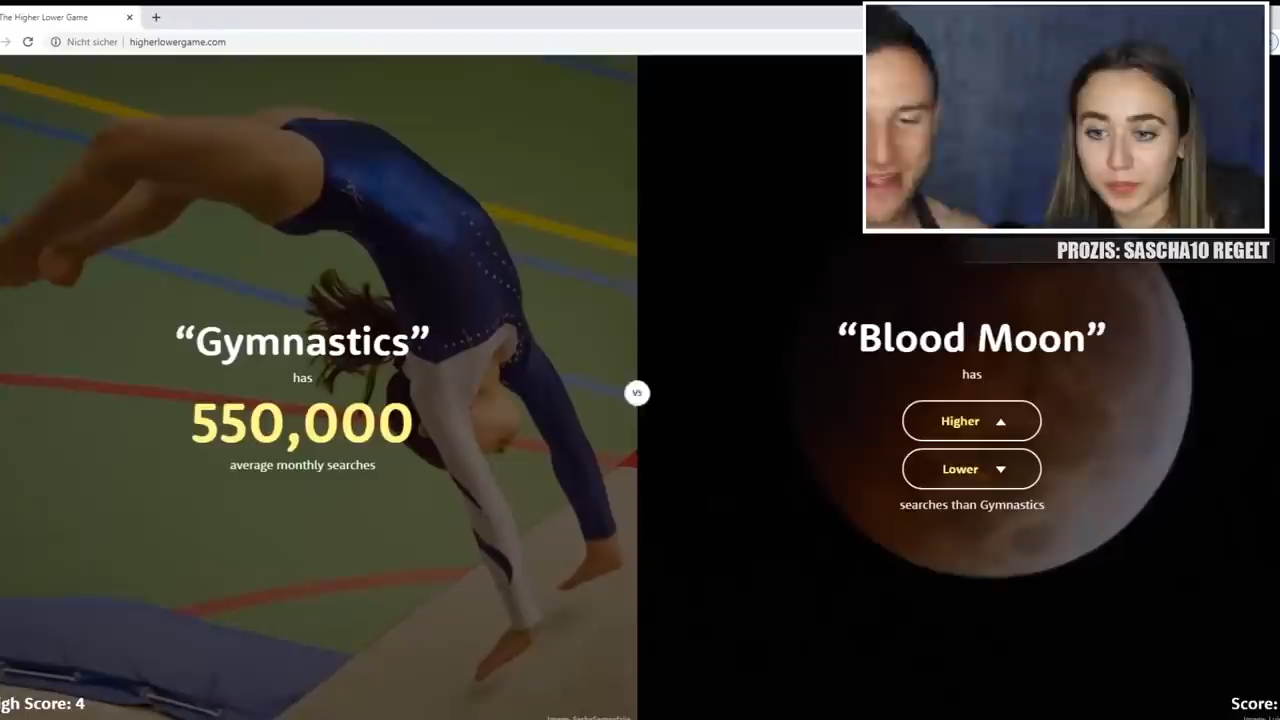 The Higher Lower Game
Nicht sicher
higherlowergame.com
PROZIS: SASCHA10 REGELT
“Gymnastics”
has
550,000
average monthly searches
VS
“Blood Moon”
has
Higher
Lower
searches than Gymnastics
igh Score: 4
Score: